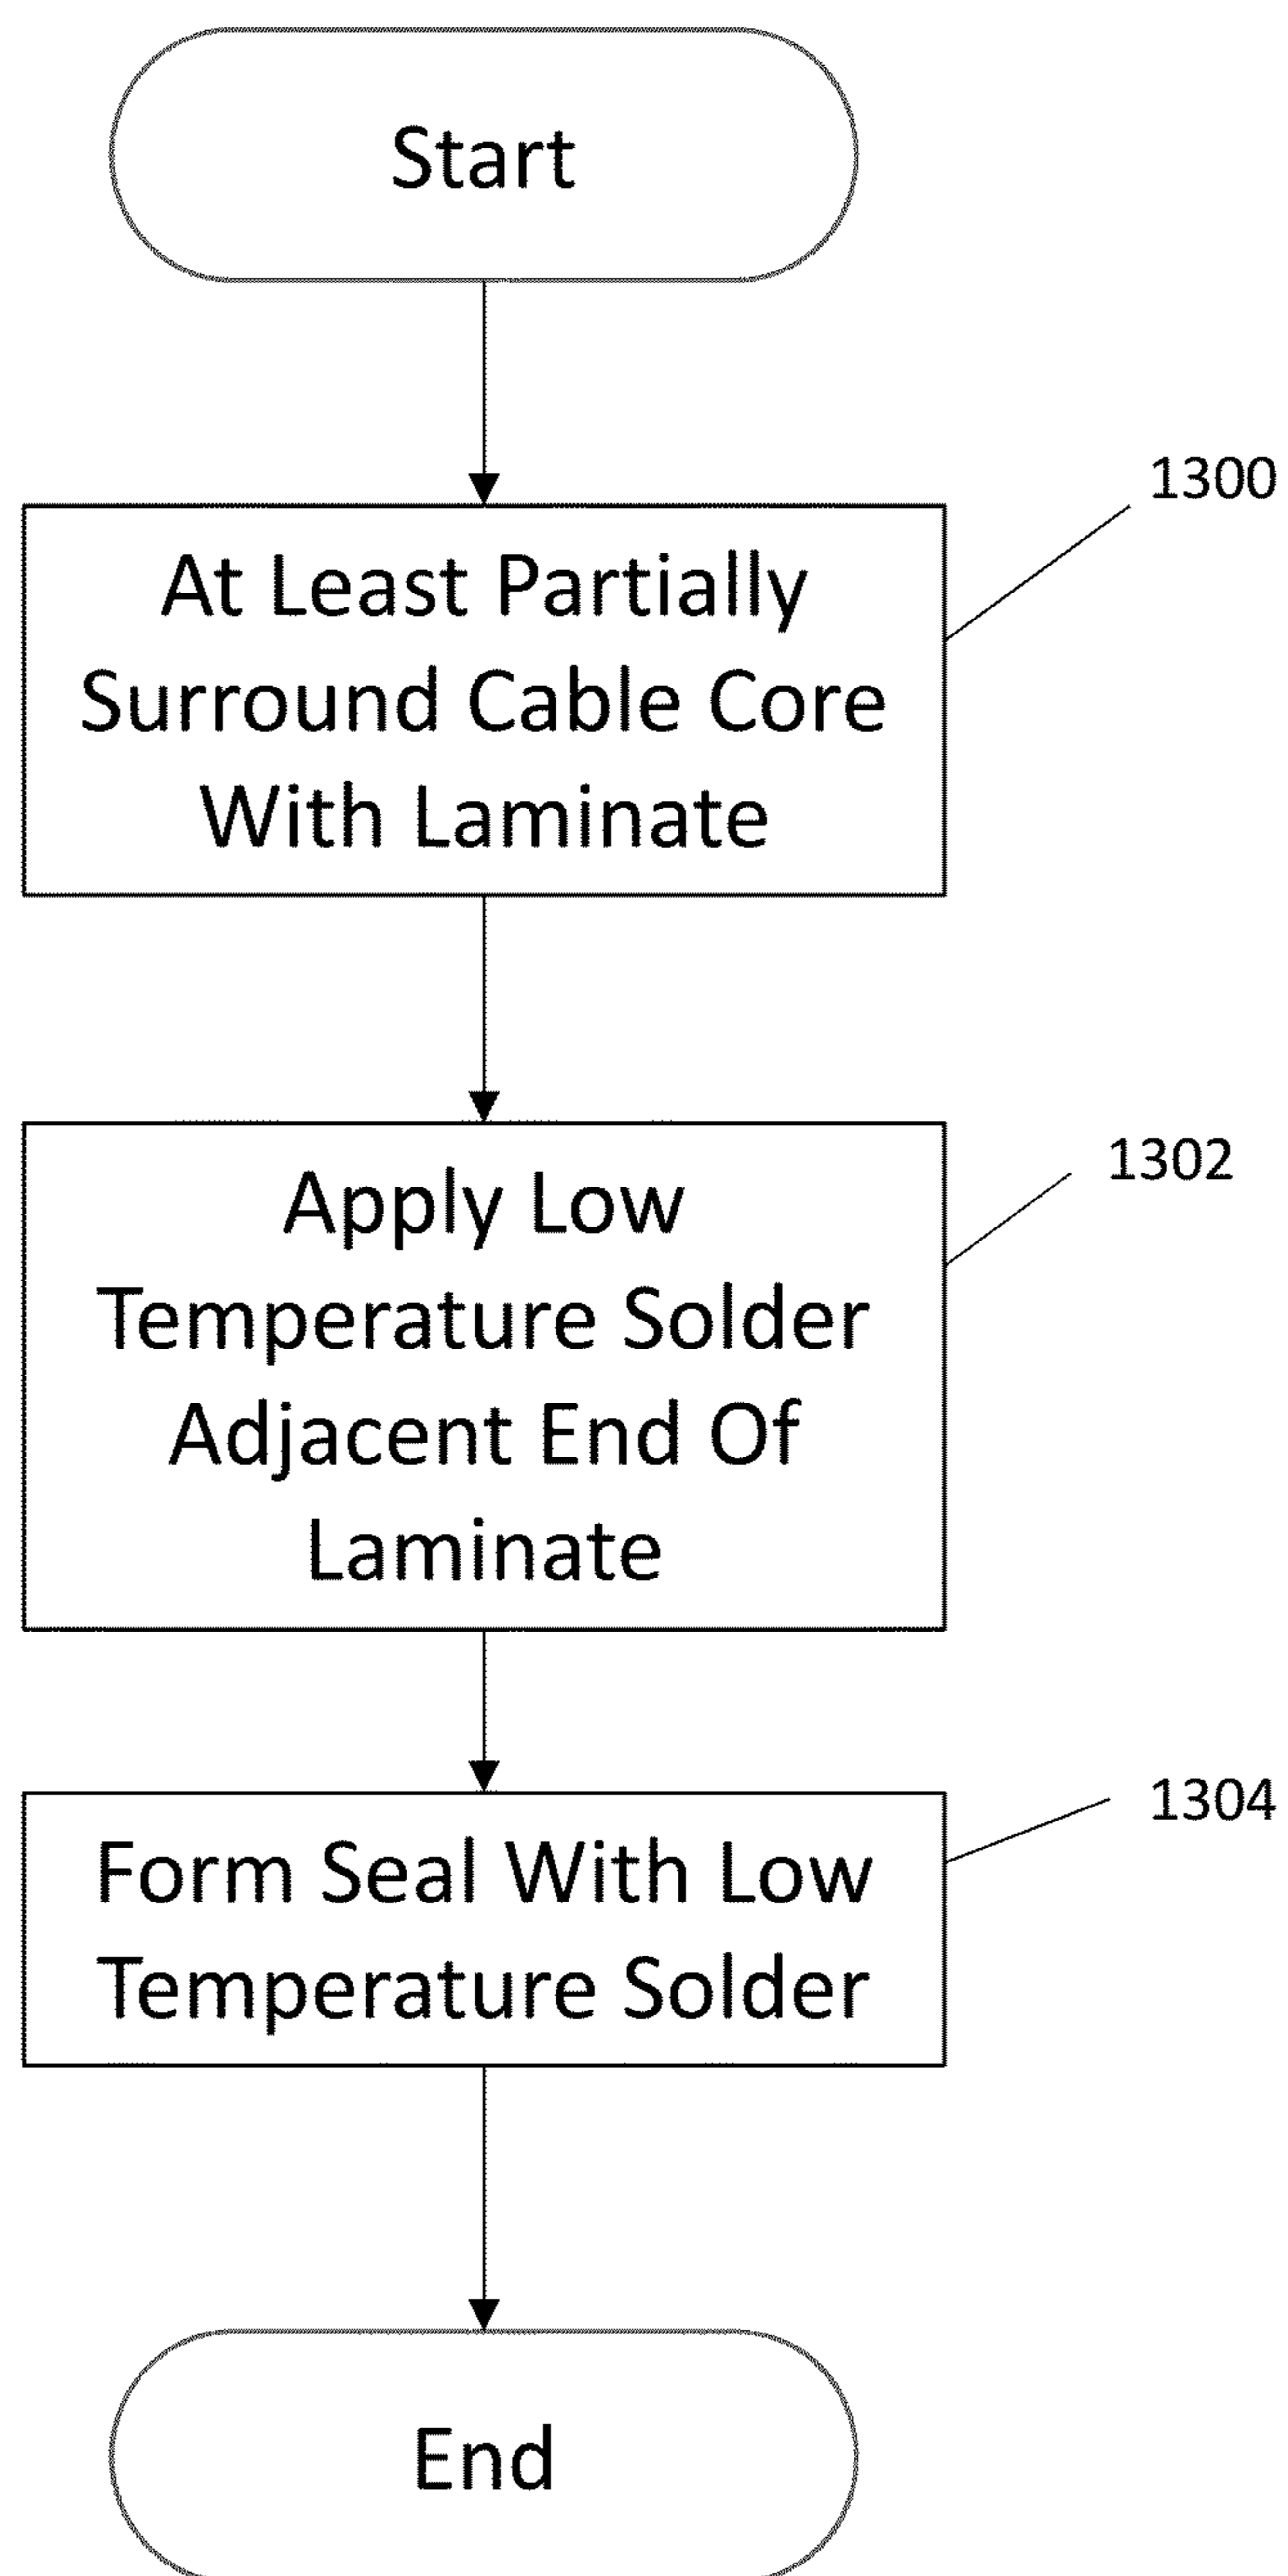 Start
1300
At Least Partially
Surround Cable Core
With Laminate
1302
Apply Low
Temperature Solder
Adjacent End Of
Laminate
1304
Form Seal With Low
Temperature Solder
End